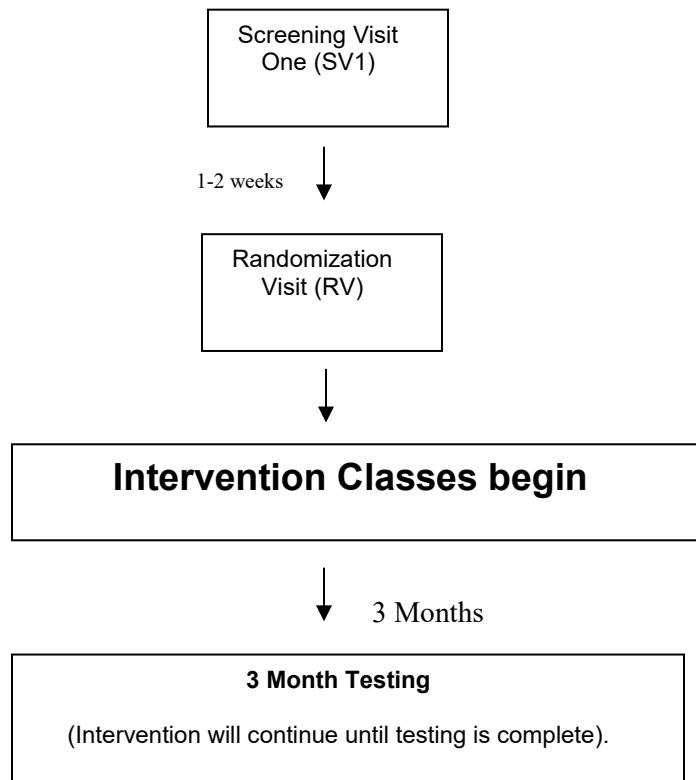 Screening Visit
One (SV1)
1-2 weeks
Randomization
Visit (RV)
Intervention Classes begin
3 Months
3 Month Testing
(Intervention will continue until testing is complete).